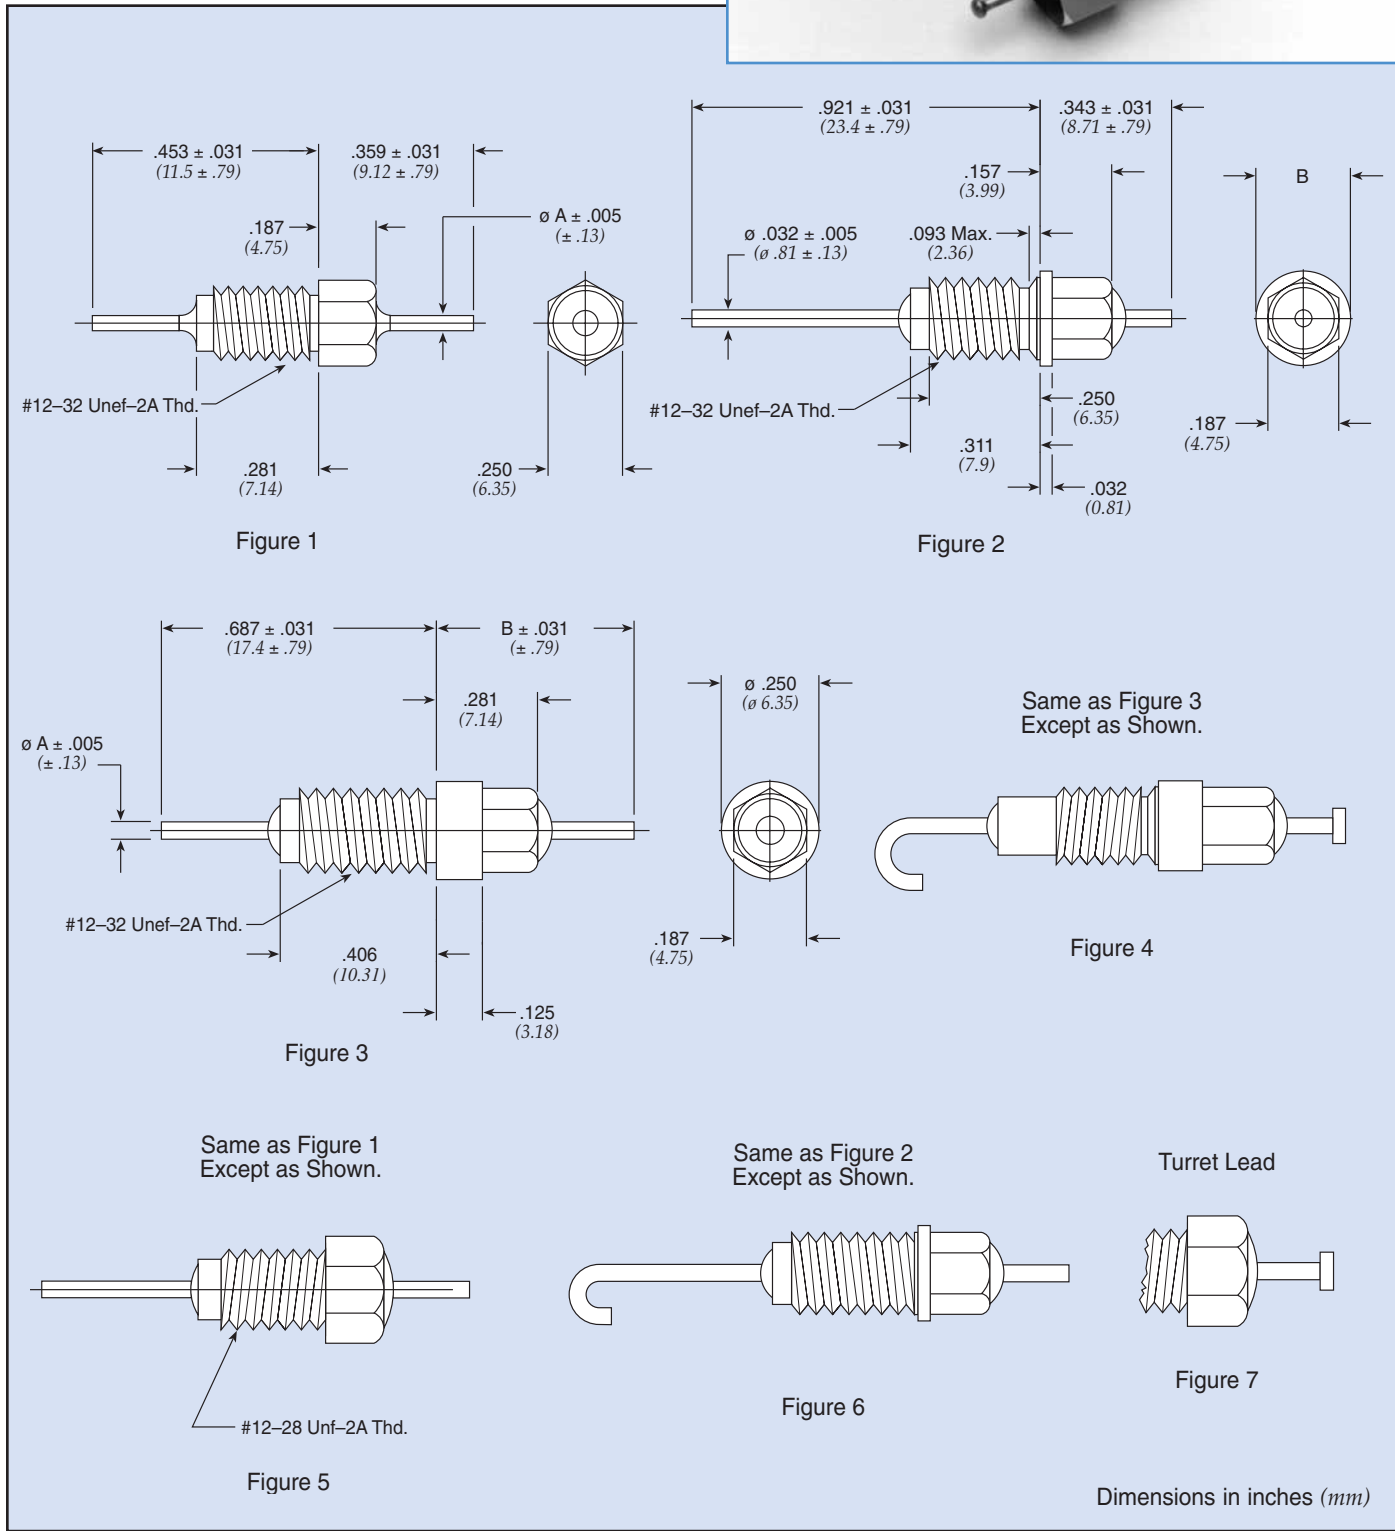 .453 ± .031
(11.5 ± .79)
.359 ± .031
(9.12 ± .79)
.187
(4.75)
ø A ± .005
(± .13)
#12–32 Unef–2A Thd.
.281
(7.14)
.250
(6.35)
Figure 1
.921 ± .031
(23.4 ± .79)
.343 ± .031
(8.71 ± .79)
.157
(3.99)
B
ø .032 ± .005
(ø .81 ± .13)
.093 Max.
(2.36)
#12–32 Unef–2A Thd.
.250
(6.35)
.311
(7.9)
.187
(4.75)
.032
(0.81)
Figure 2
.687 ± .031
(17.4 ± .79)
B ± .031
(± .79)
.281
(7.14)
ø A ± .005
(± .13)
ø .250
(ø 6.35)
#12–32 Unef–2A Thd.
.406
(10.31)
.187
(4.75)
.125
(3.18)
Figure 3
Same as Figure 3
Except as Shown.
Figure 4
Same as Figure 1
Except as Shown.
#12–28 Unf–2A Thd.
Figure 5
Same as Figure 2
Except as Shown.
Figure 6
Turret Lead
Figure 7
Dimensions in inches (mm)